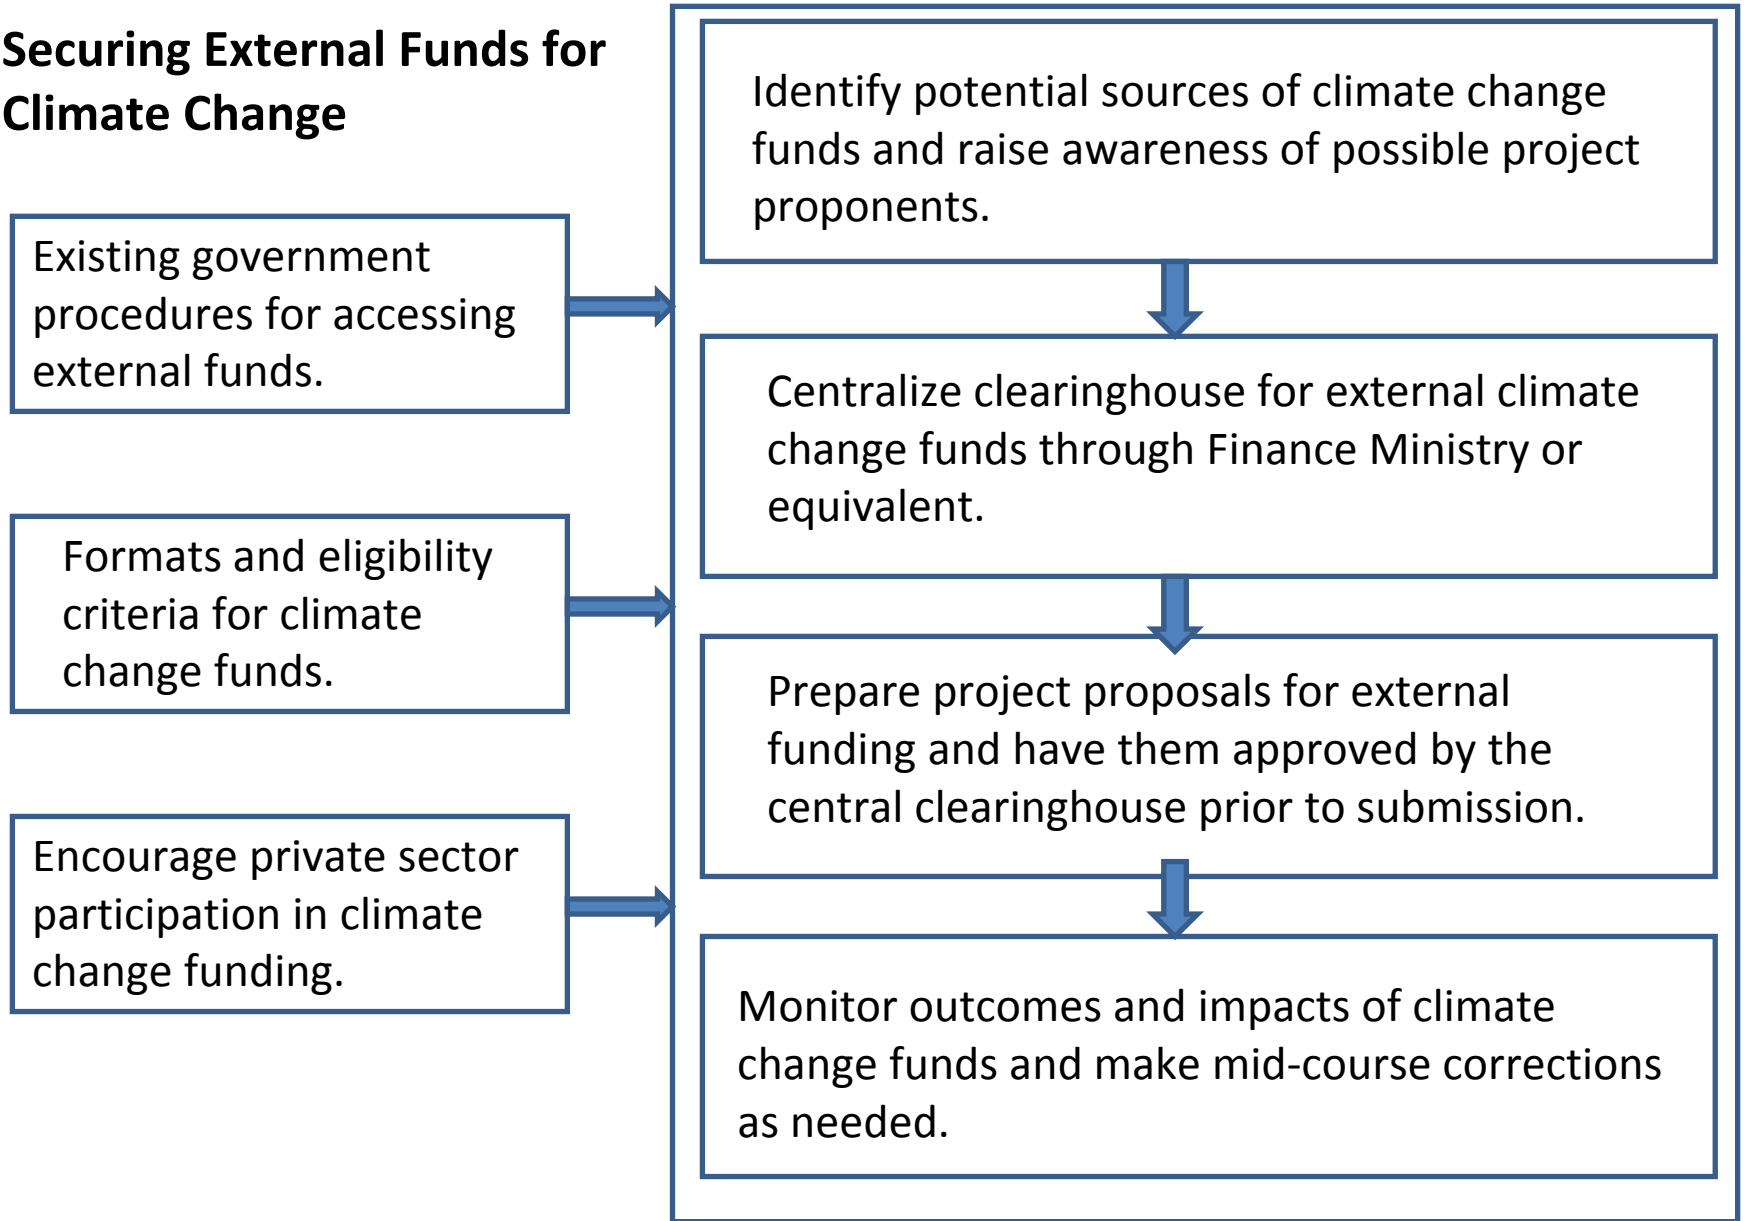 Securing External Funds for
Climate Change
Existing government
procedures for accessing
external funds.
Formats and eligibility
criteria for climate
change funds.
Encourage private sector
participation in climate
change funding.
Identify potential sources of climate change
funds and raise awareness of possible project
proponents.
Centralize clearinghouse for external climate
change funds through Finance Ministry or
equivalent.
Prepare project proposals for external
funding and have them approved by the
central clearinghouse prior to submission.
Monitor outcomes and impacts of climate
change funds and make mid-course corrections
as needed.